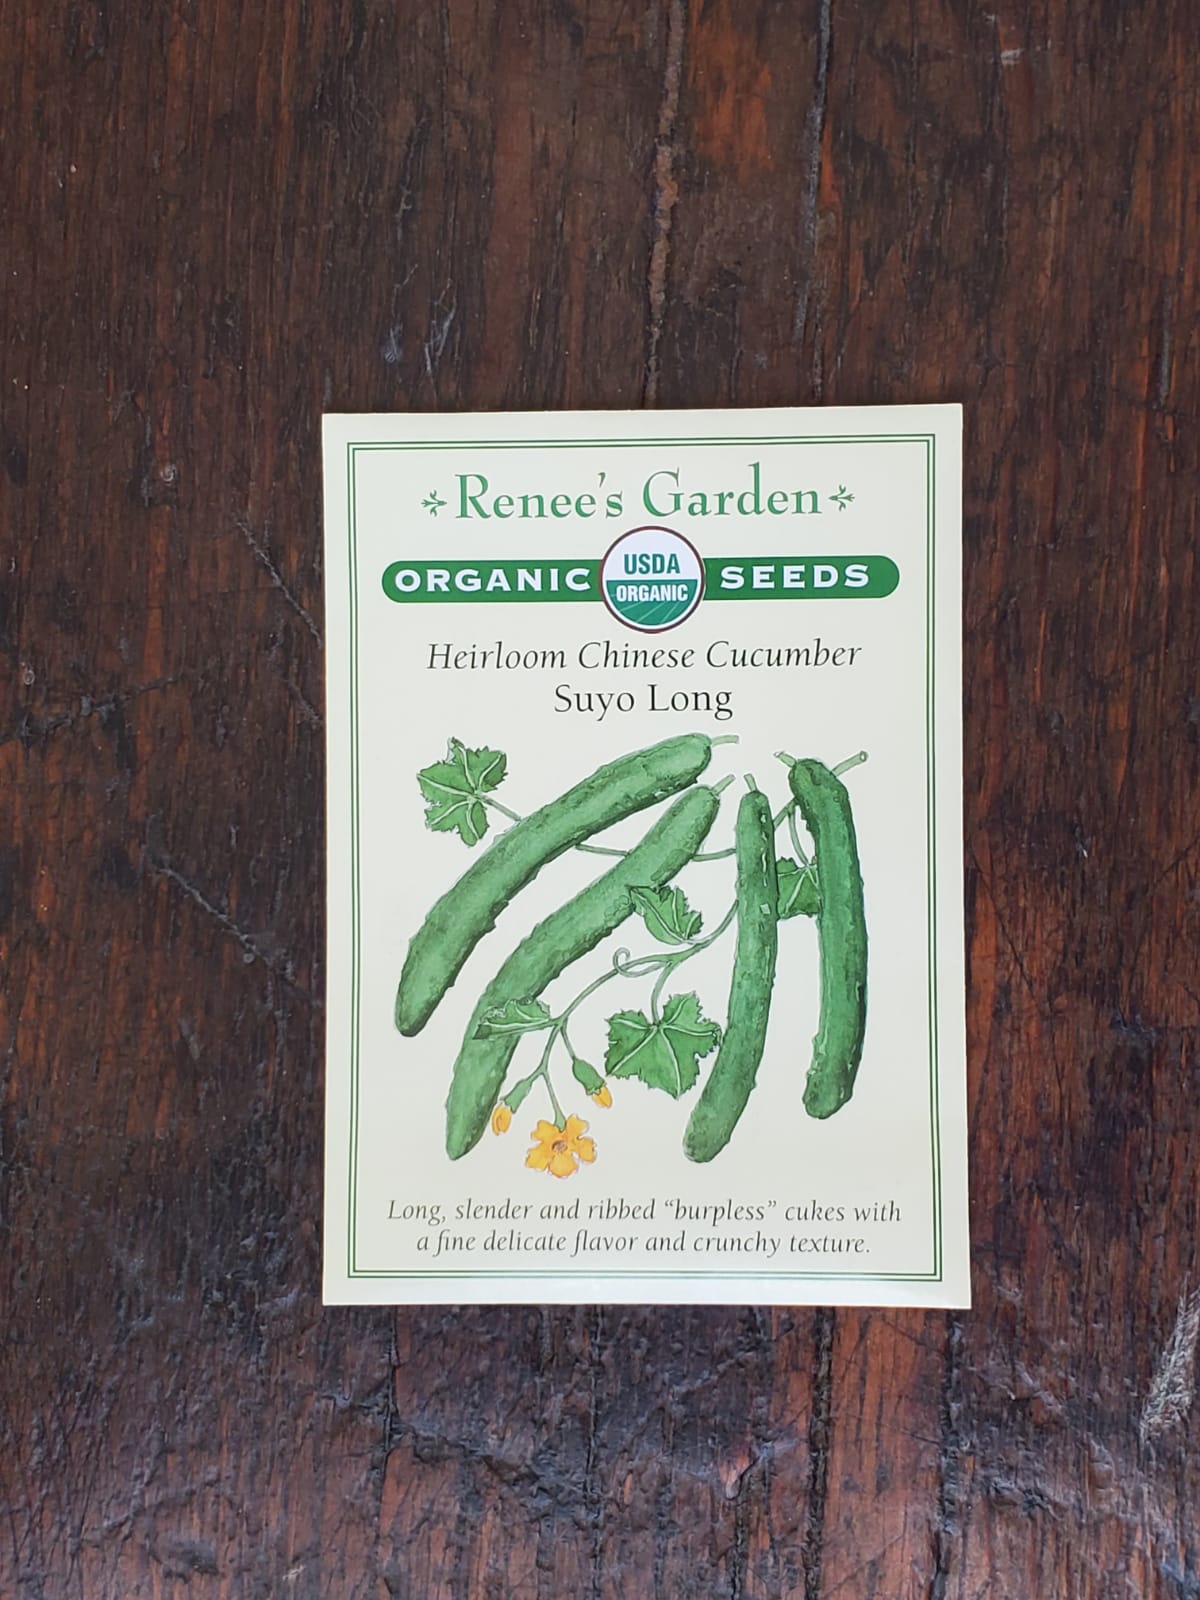 Renee's Garden
ORGANIC USDA ORGANIC SEEDS
Heirloom Chinese Cucumber
Suyo Long
Long, slender and ribbed “burpless” cukes with
a fine delicate flavor and crunchy texture.